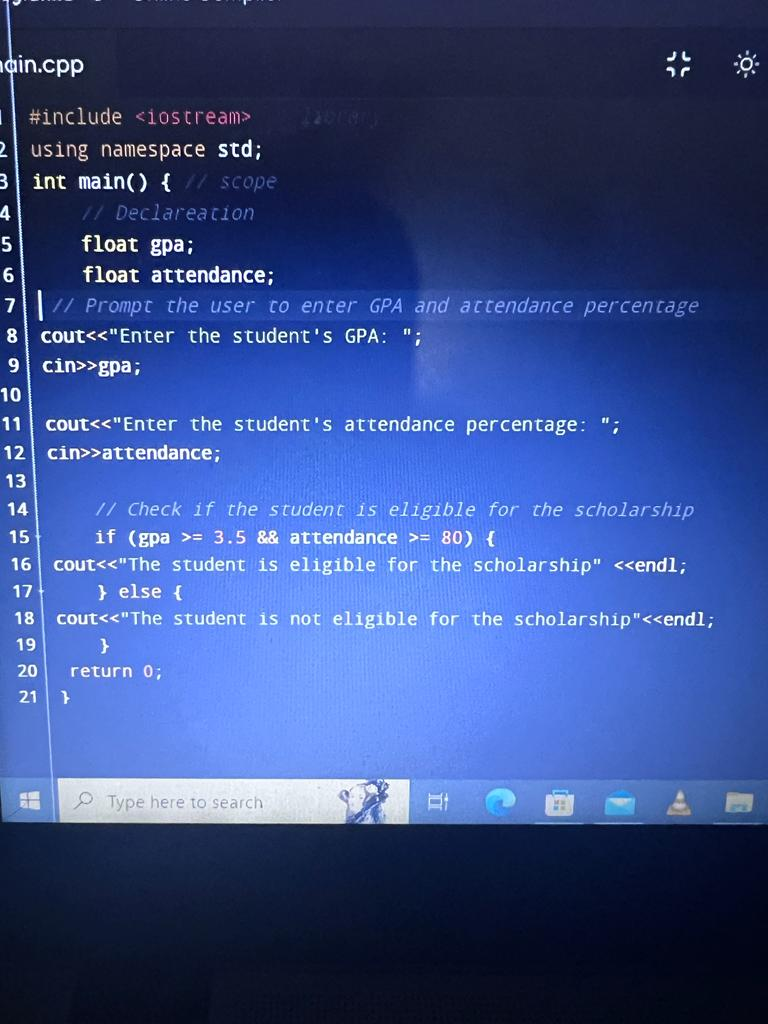 ain.cpp
#include <iostream>
2 using namespace std;
3 int main() { // scope
4 // Declareation
5 float gpa;
6 float attendance;
7 // Prompt the user to enter GPA and attendance percentage
8 cout<<"Enter the student's GPA: ";
9 cin>>gpa;
10
11 cout<<"Enter the student's attendance percentage: ";
12 cin>>attendance;
13
14 // Check if the student is eligible for the scholarship
15 if (gpa >= 3.5 && attendance >= 80) {
16 cout<<"The student is eligible for the scholarship" <<endl;
17 } else {
18 cout<<"The student is not eligible for the scholarship"<<endl;
19 }
20 return 0;
21 }
Type here to search